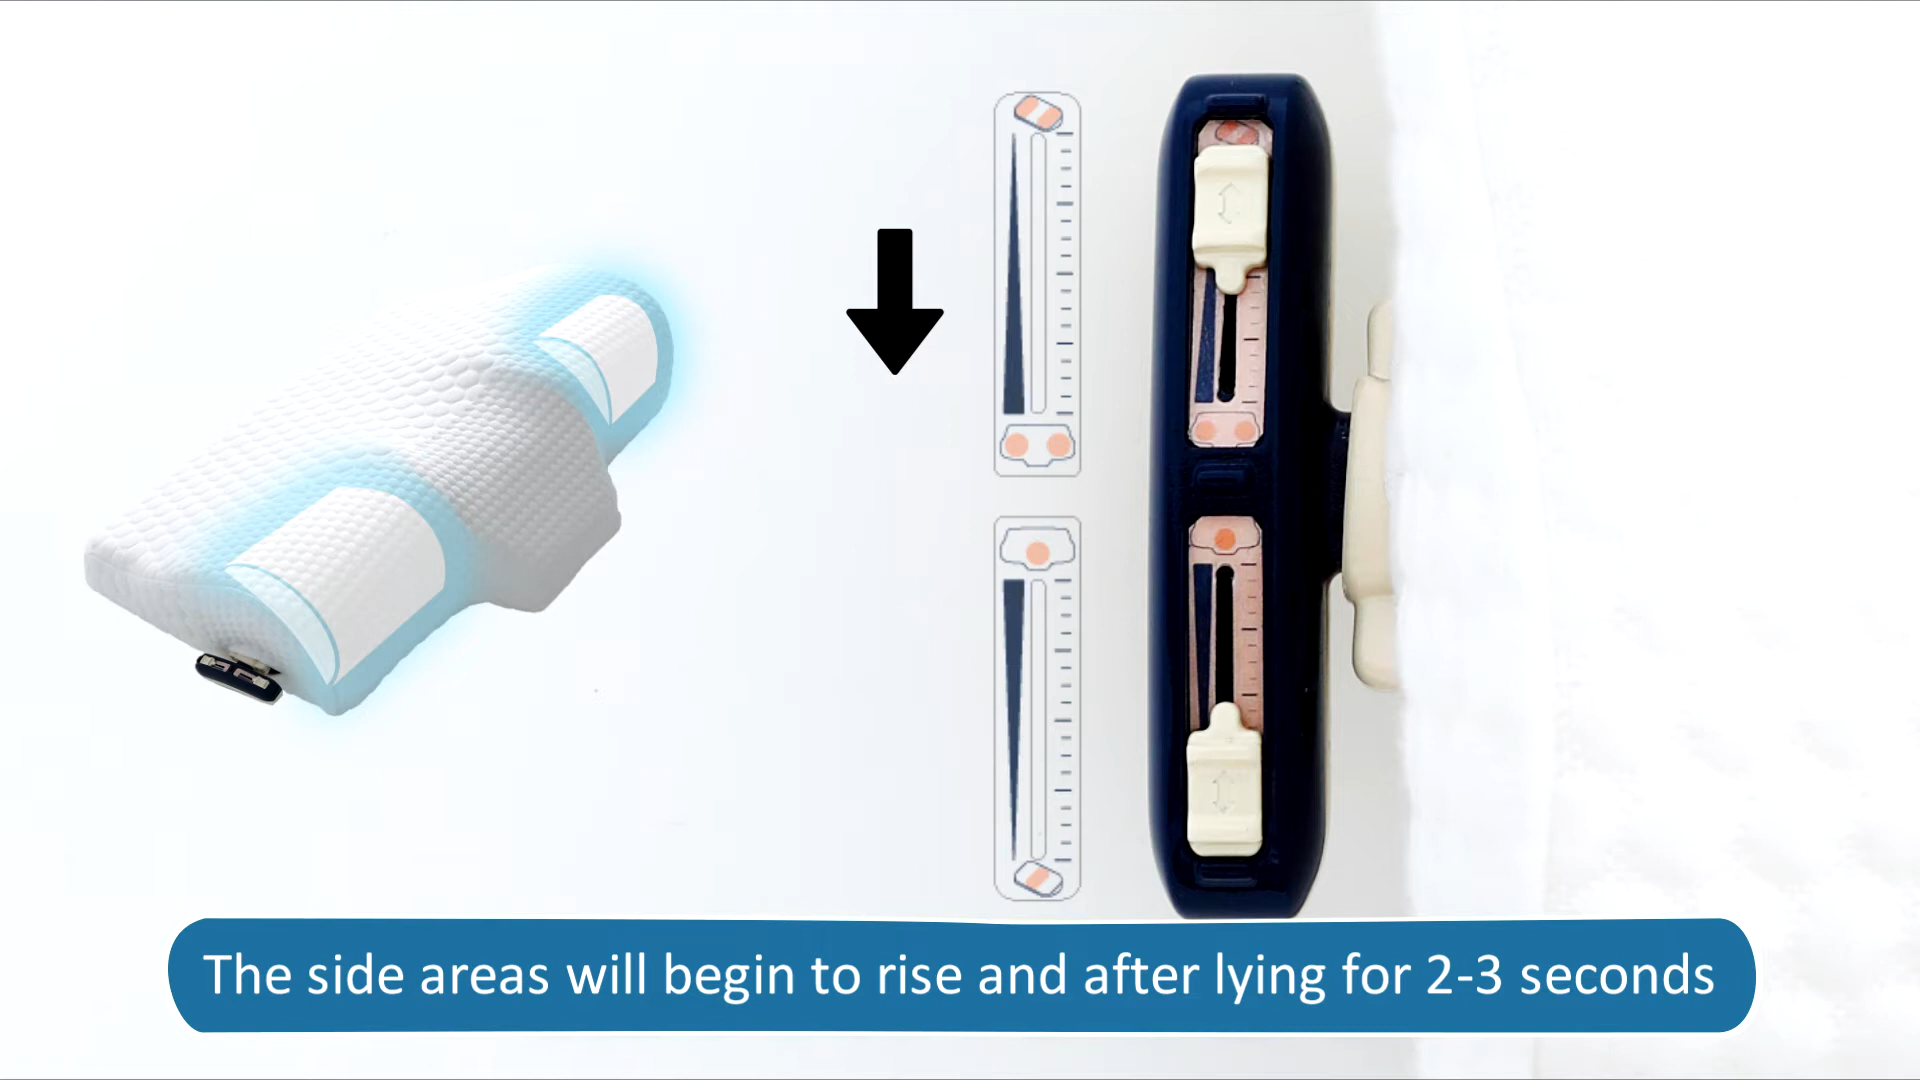 The side areas will begin to rise and after lying for 2-3 seconds